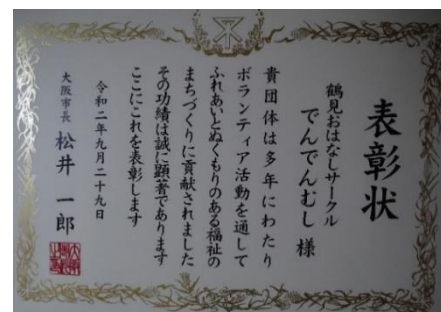 表彰状
鶴見おはなしサークル
でんでんむし 様
貴団体は多年にわたり
ボランティア活動を通して
ふれあいとぬくもりのある福祉の
まちづくりに貢献されました
その功績は誠に顕著であります
ここにこれを表彰します
令和二年九月二十九日
大阪市長 松井 一郎